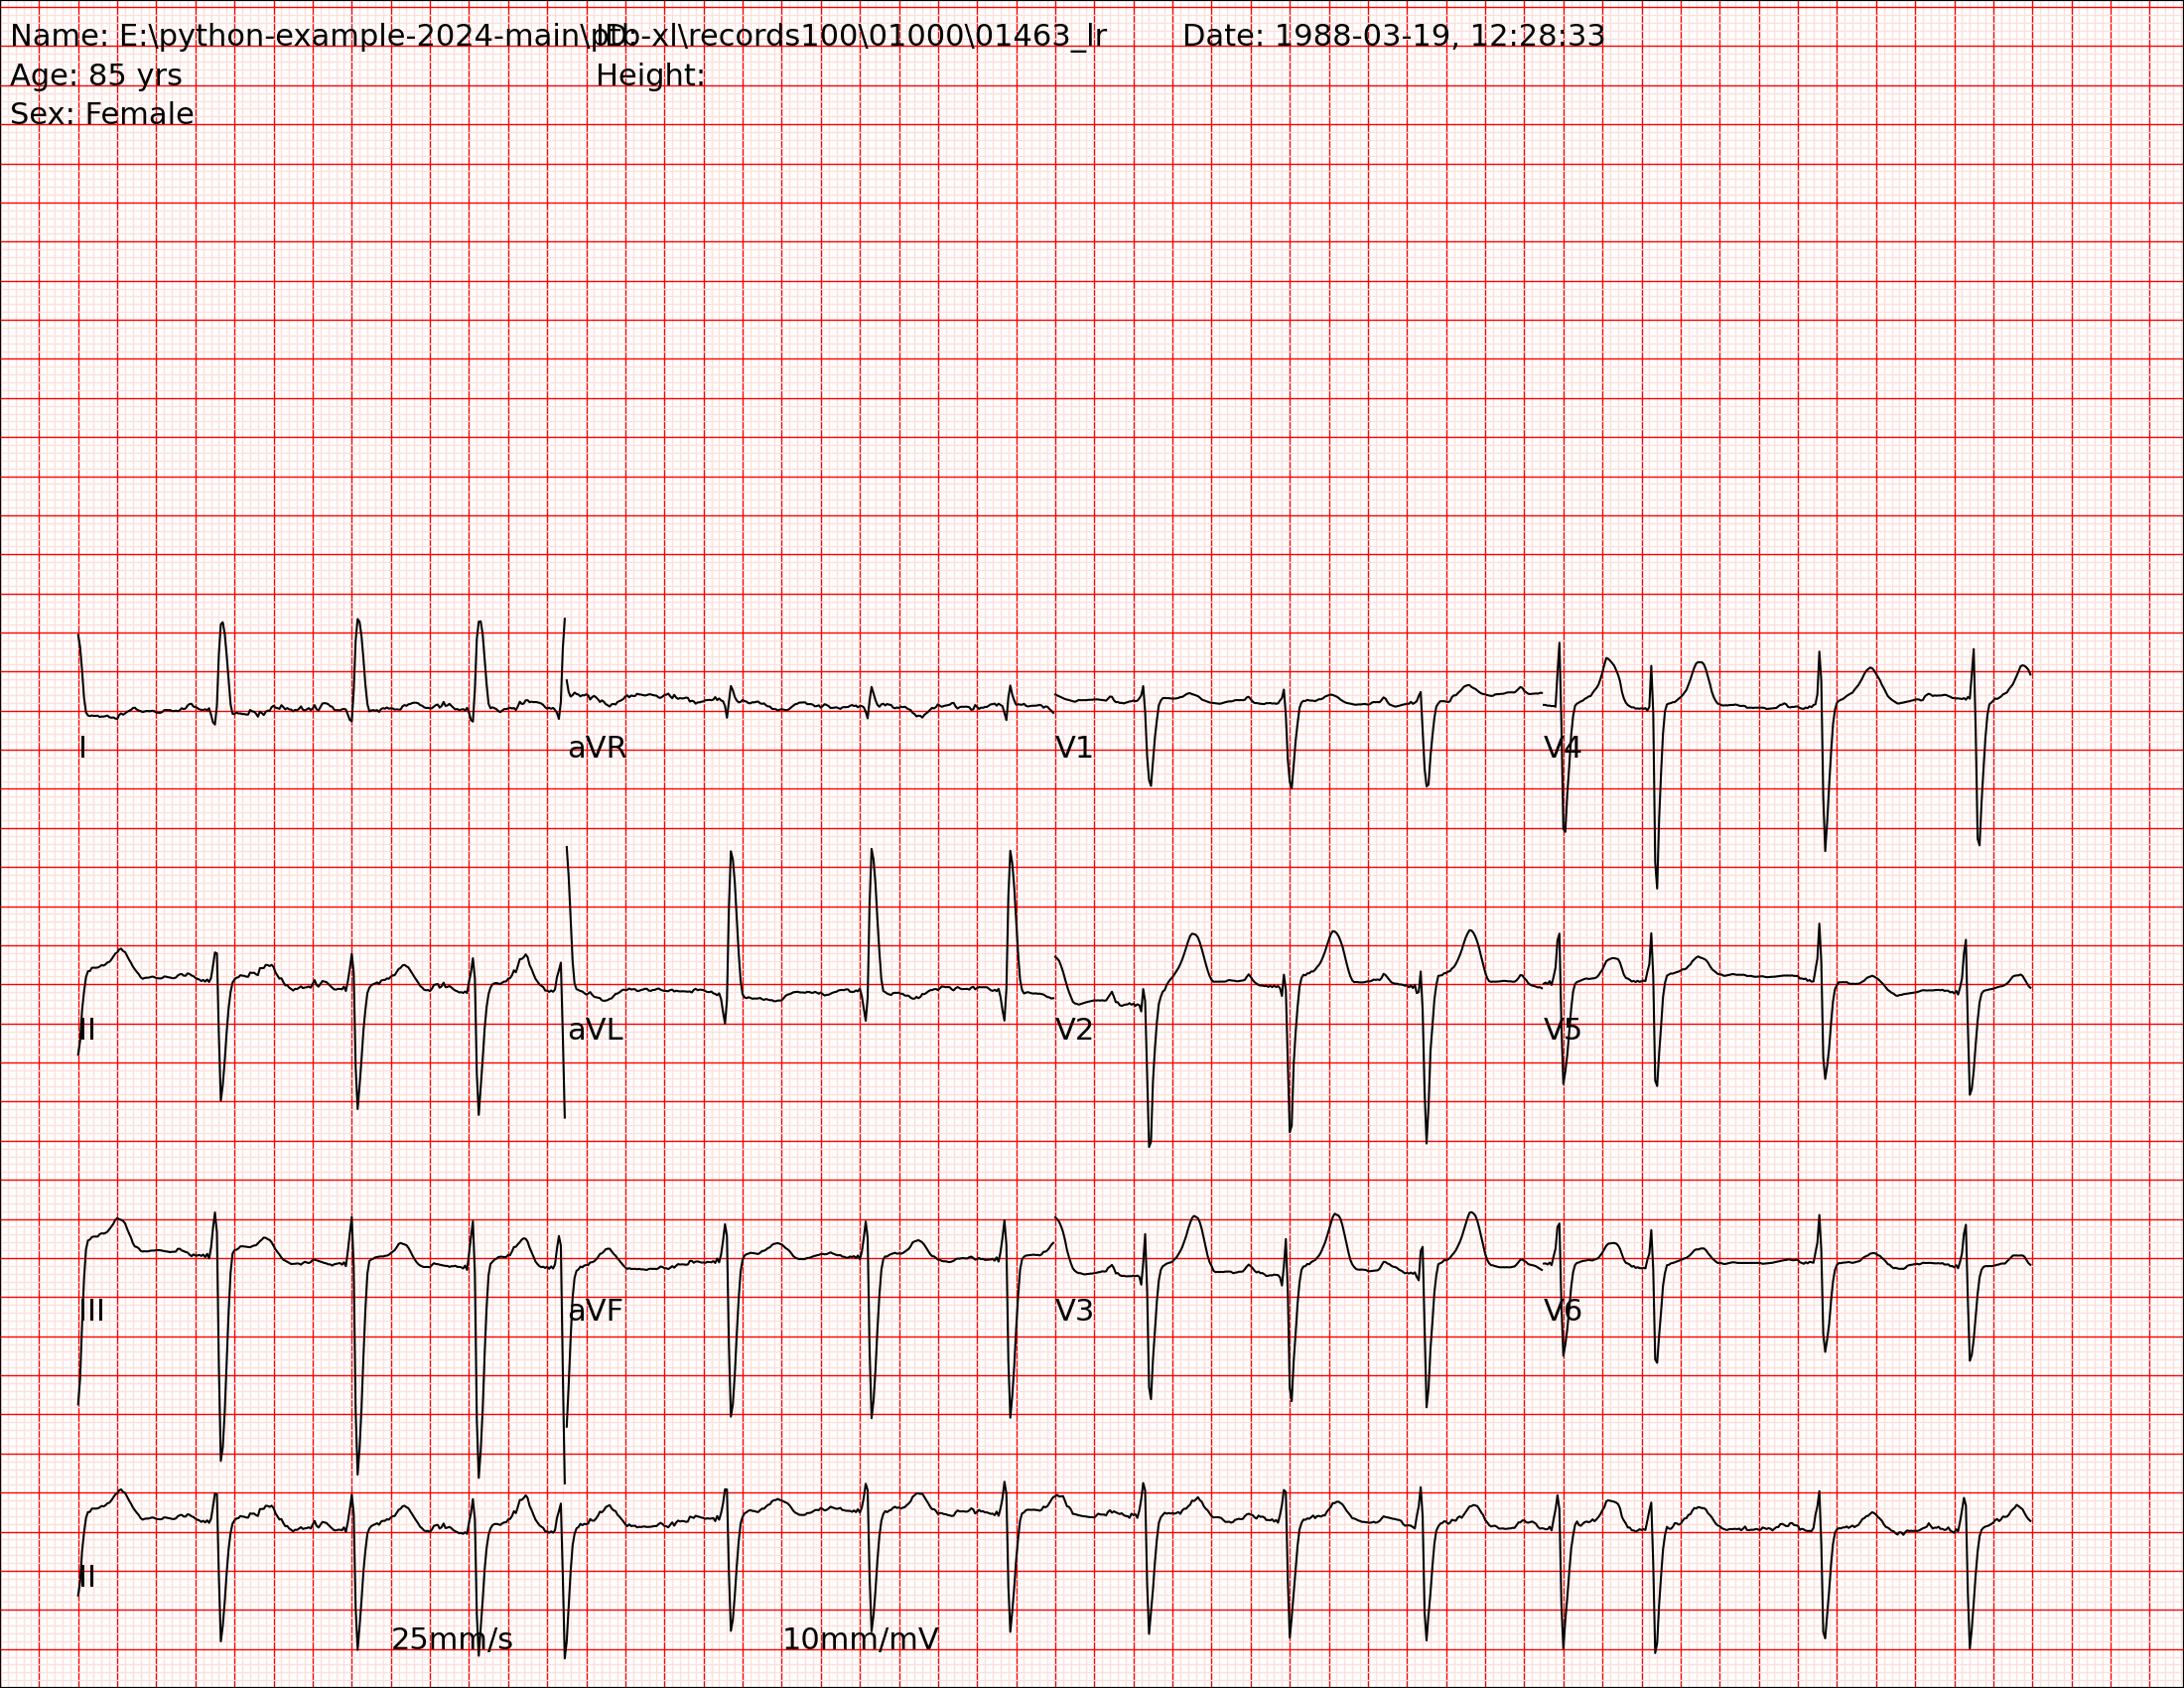 Name: E:\python-example-2024-main\ptb-xl\records100\01000\01463_lr ID: Date: 1988-03-19, 12:28:33
Age: 85 yrs Height:
Sex: Female
I aVR V1 V4
II aVL V2 V5
III aVF V3 V6
II
25mm/s 10mm/mV